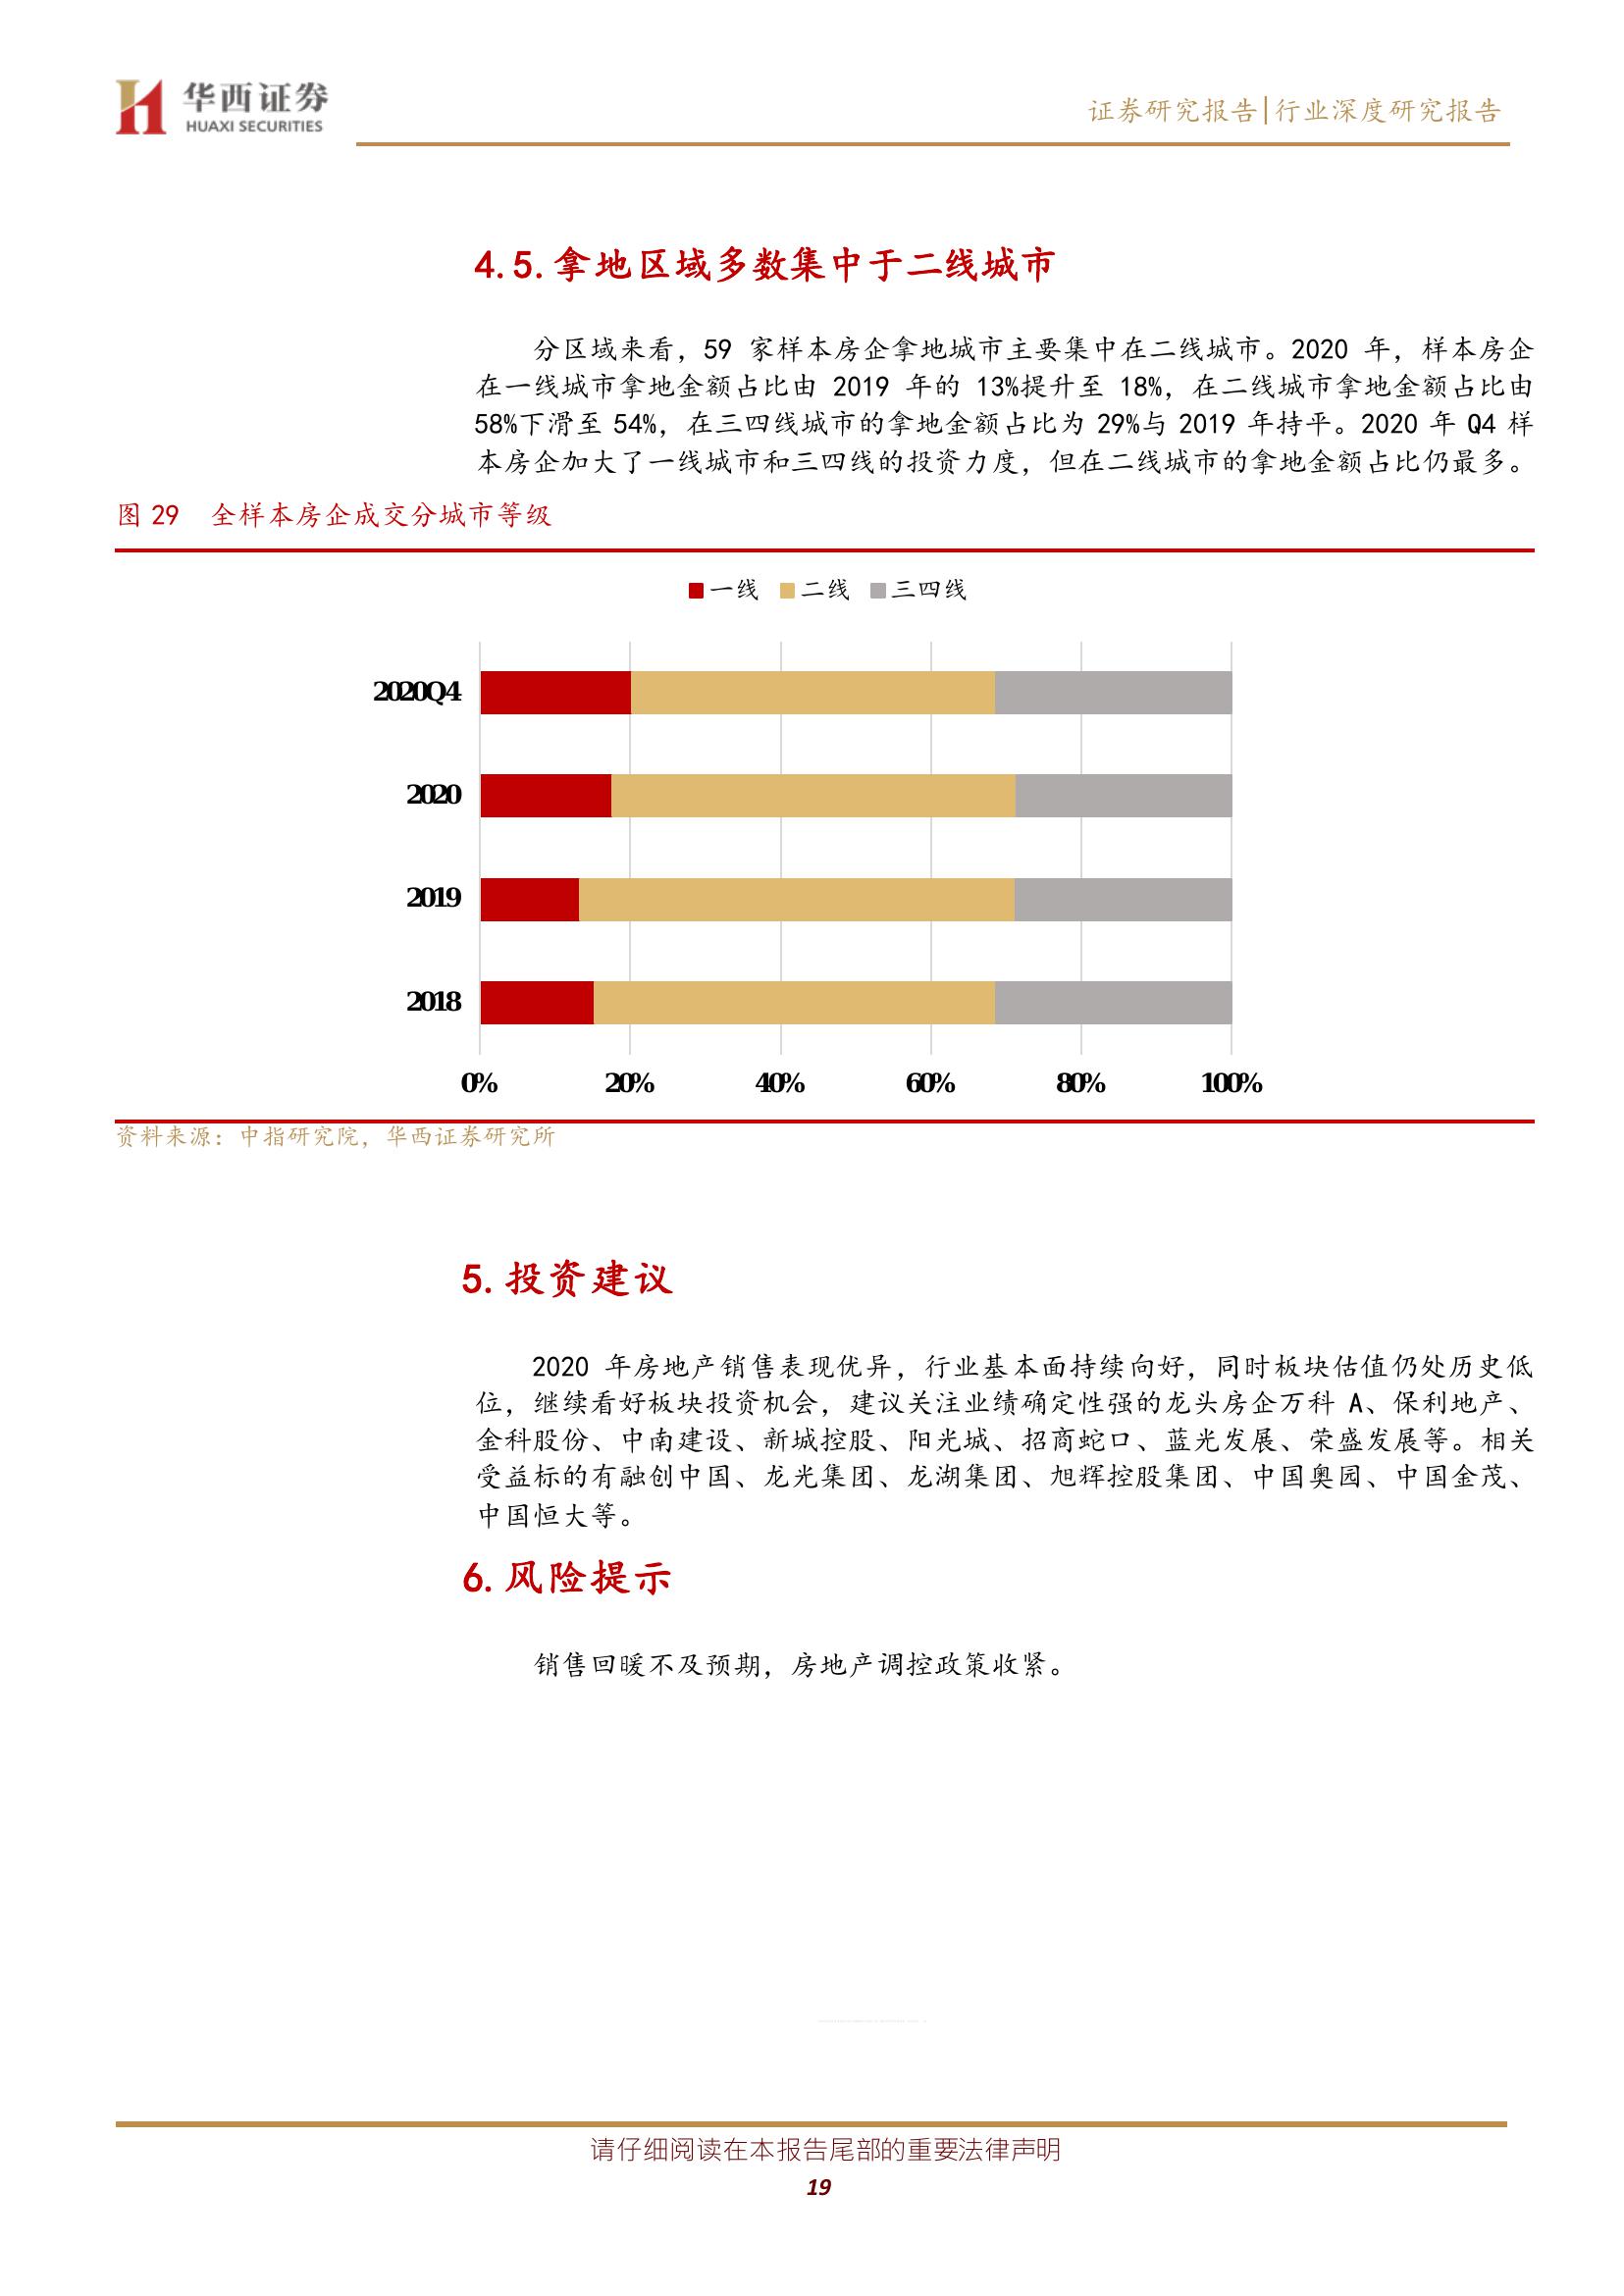 华西证券
HUAXI SECURITIES
证券研究报告|行业深度研究报告
4.5.拿地区域多数集中于二线城市
分区域来看，59 家样本房企拿地城市主要集中在二线城市。2020 年，样本房企
在一线城市拿地金额占比由 2019 年的 13%提升至 18%，在二线城市拿地金额占比由
58%下滑至 54%，在三四线城市的拿地金额占比为 29%与 2019 年持平。2020 年 Q4 样
本房企加大了一线城市和三四线的投资力度，但在二线城市的拿地金额占比仍最多。
图 29 全样本房企成交分城市等级
一线 二线 三四线
2020Q4
2020
2019
2018
0% 20% 40% 60% 80% 100%
资料来源：中指研究院，华西证券研究所
5.投资建议
2020 年房地产销售表现优异，行业基本面持续向好，同时板块估值仍处历史低
位，继续看好板块投资机会，建议关注业绩确定性强的龙头房企万科 A、保利地产、
金科股份、中南建设、新城控股、阳光城、招商蛇口、蓝光发展、荣盛发展等。相关
受益标的有融创中国、龙光集团、龙湖集团、旭辉控股集团、中国奥园、中国金茂、
中国恒大等。
6.风险提示
销售回暖不及预期，房地产调控政策收紧。
请仔细阅读在本报告尾部的重要法律声明
19